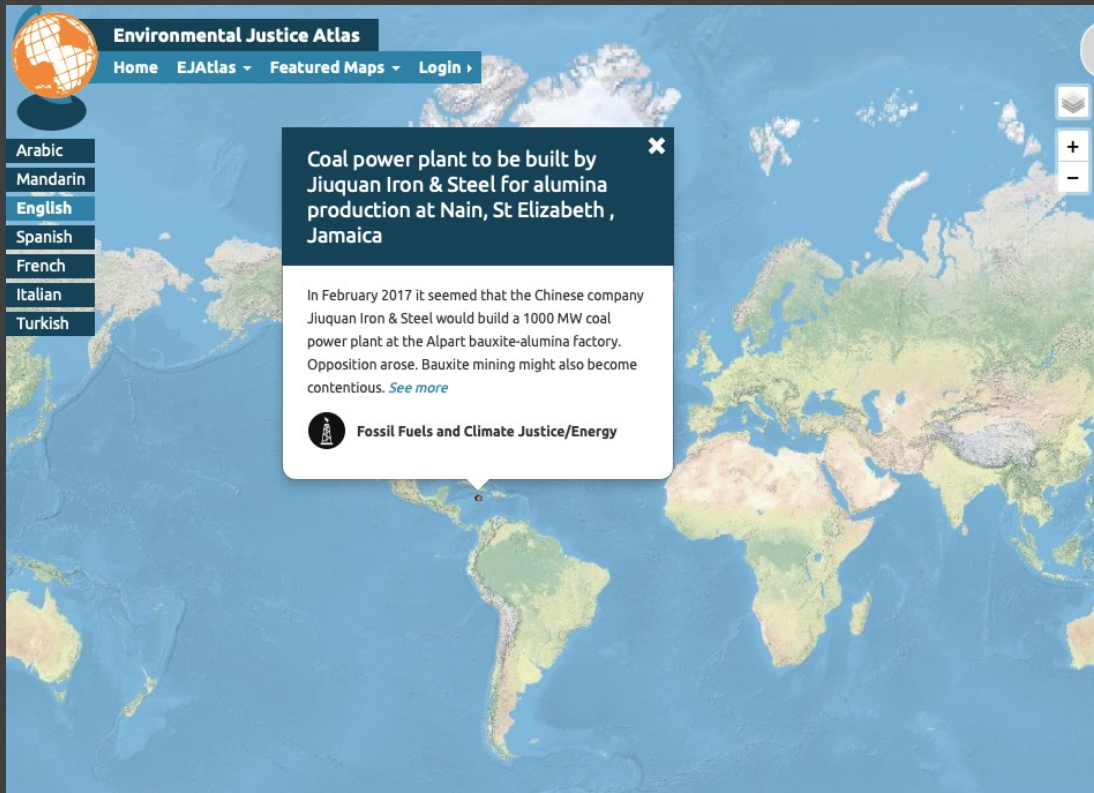 Environmental Justice Atlas
Home EJAtlas Featured Maps Login
Arabic
Mandarin
English
Spanish
French
Italian
Turkish
Coal power plant to be built by
Jiuquan Iron & Steel for alumina
production at Nain, St Elizabeth ,
Jamaica
In February 2017 it seemed that the Chinese company
Jiuquan Iron & Steel would build a 1000 MW coal
power plant at the Alpart bauxite-alumina factory.
Opposition arose. Bauxite mining might also become
contentious. See more
Fossil Fuels and Climate Justice/Energy
+
−